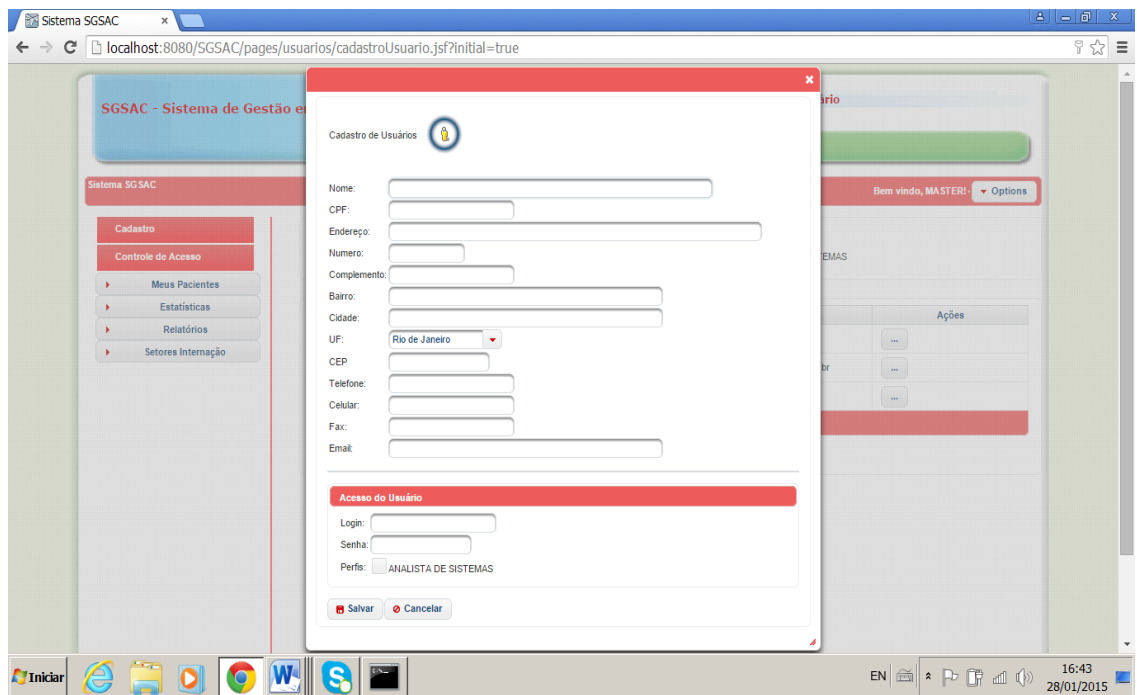 Sistema SGSAC
localhost:8080/SGSAC/pages/usuarios/cadastroUsuario.jsf?initial=true
SGSAC - Sistema de Gestão
Sistema SGSAC
Bem vindo, MASTER!- Options
Cadastro
Controle de Acesso
Meus Pacientes
Estatísticas
Relatórios
Setores Internação
Cadastro de Usuários
Nome:
CPF:
Endereço:
Numero:
Complemento:
Bairro:
Cidade:
UF: Rio de Janeiro
CEP
Telefone:
Celular:
Fax:
Email:
Acesso do Usuário
Login:
Senha:
Perfis: ANALISTA DE SISTEMAS
Salvar Cancelar
Ações
...
...
...
Iniciar
EN
16:43
28/01/2015